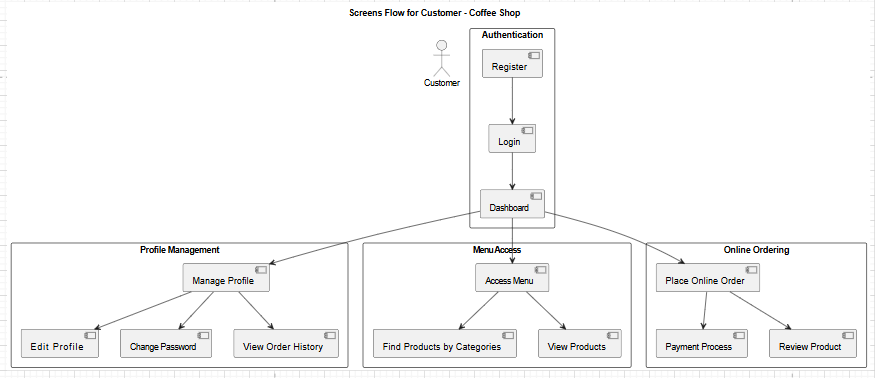 Screens Flow for Customer - Coffee Shop
Authentication
Register
Customer
Login
Dashboard
Profile Management
Menu Access
Online Ordering
Manage Profile
Access Menu
Place Online Order
Edit Profile
Change Password
View Order History
Find Products by Categories
View Products
Payment Process
Review Product